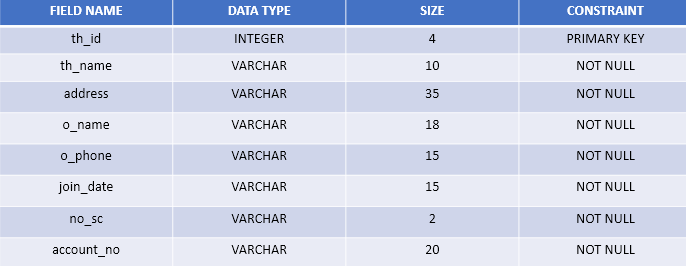 FIELD NAME DATA TYPE SIZE CONSTRAINT
th_id INTEGER 4 PRIMARY KEY
th_name VARCHAR 10 NOT NULL
address VARCHAR 35 NOT NULL
o_name VARCHAR 18 NOT NULL
o_phone VARCHAR 15 NOT NULL
join_date VARCHAR 15 NOT NULL
no_sc VARCHAR 2 NOT NULL
account_no VARCHAR 20 NOT NULL